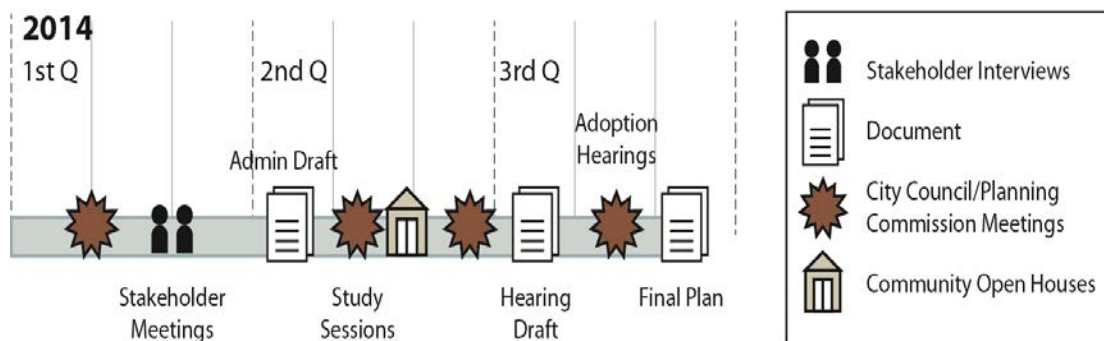 2014
1st Q
2nd Q
3rd Q
Admin Draft
Adoption
Hearings
Stakeholder
Meetings
Study
Sessions
Hearing
Draft
Final Plan
Stakeholder Interviews
Document
City Council/Planning
Commission Meetings
Community Open Houses